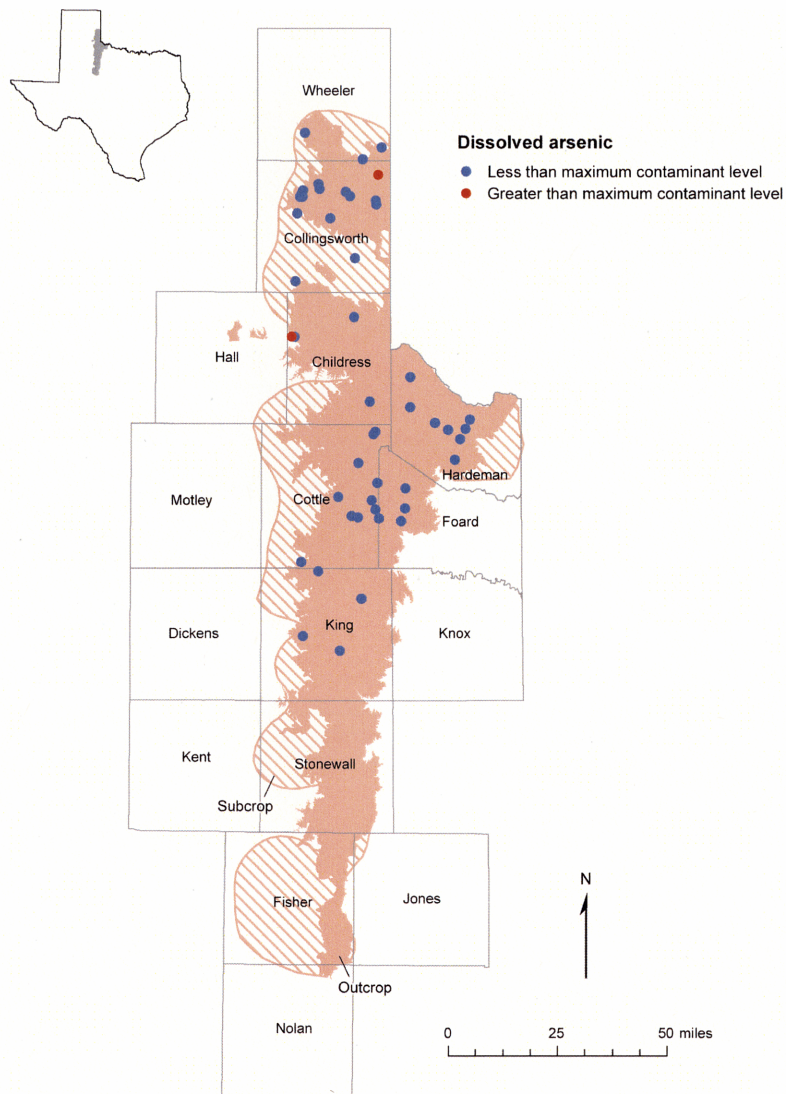 Wheeler
Dissolved arsenic
Less than maximum contaminant level
Greater than maximum contaminant level
Collingsworth
Hall
Childress
Hardeman
Motley
Cottle
Foard
Dickens
King
Knox
Kent
Stonewall
Subcrop
N
Fisher
Jones
Outcrop
Nolan
0 25 50 miles